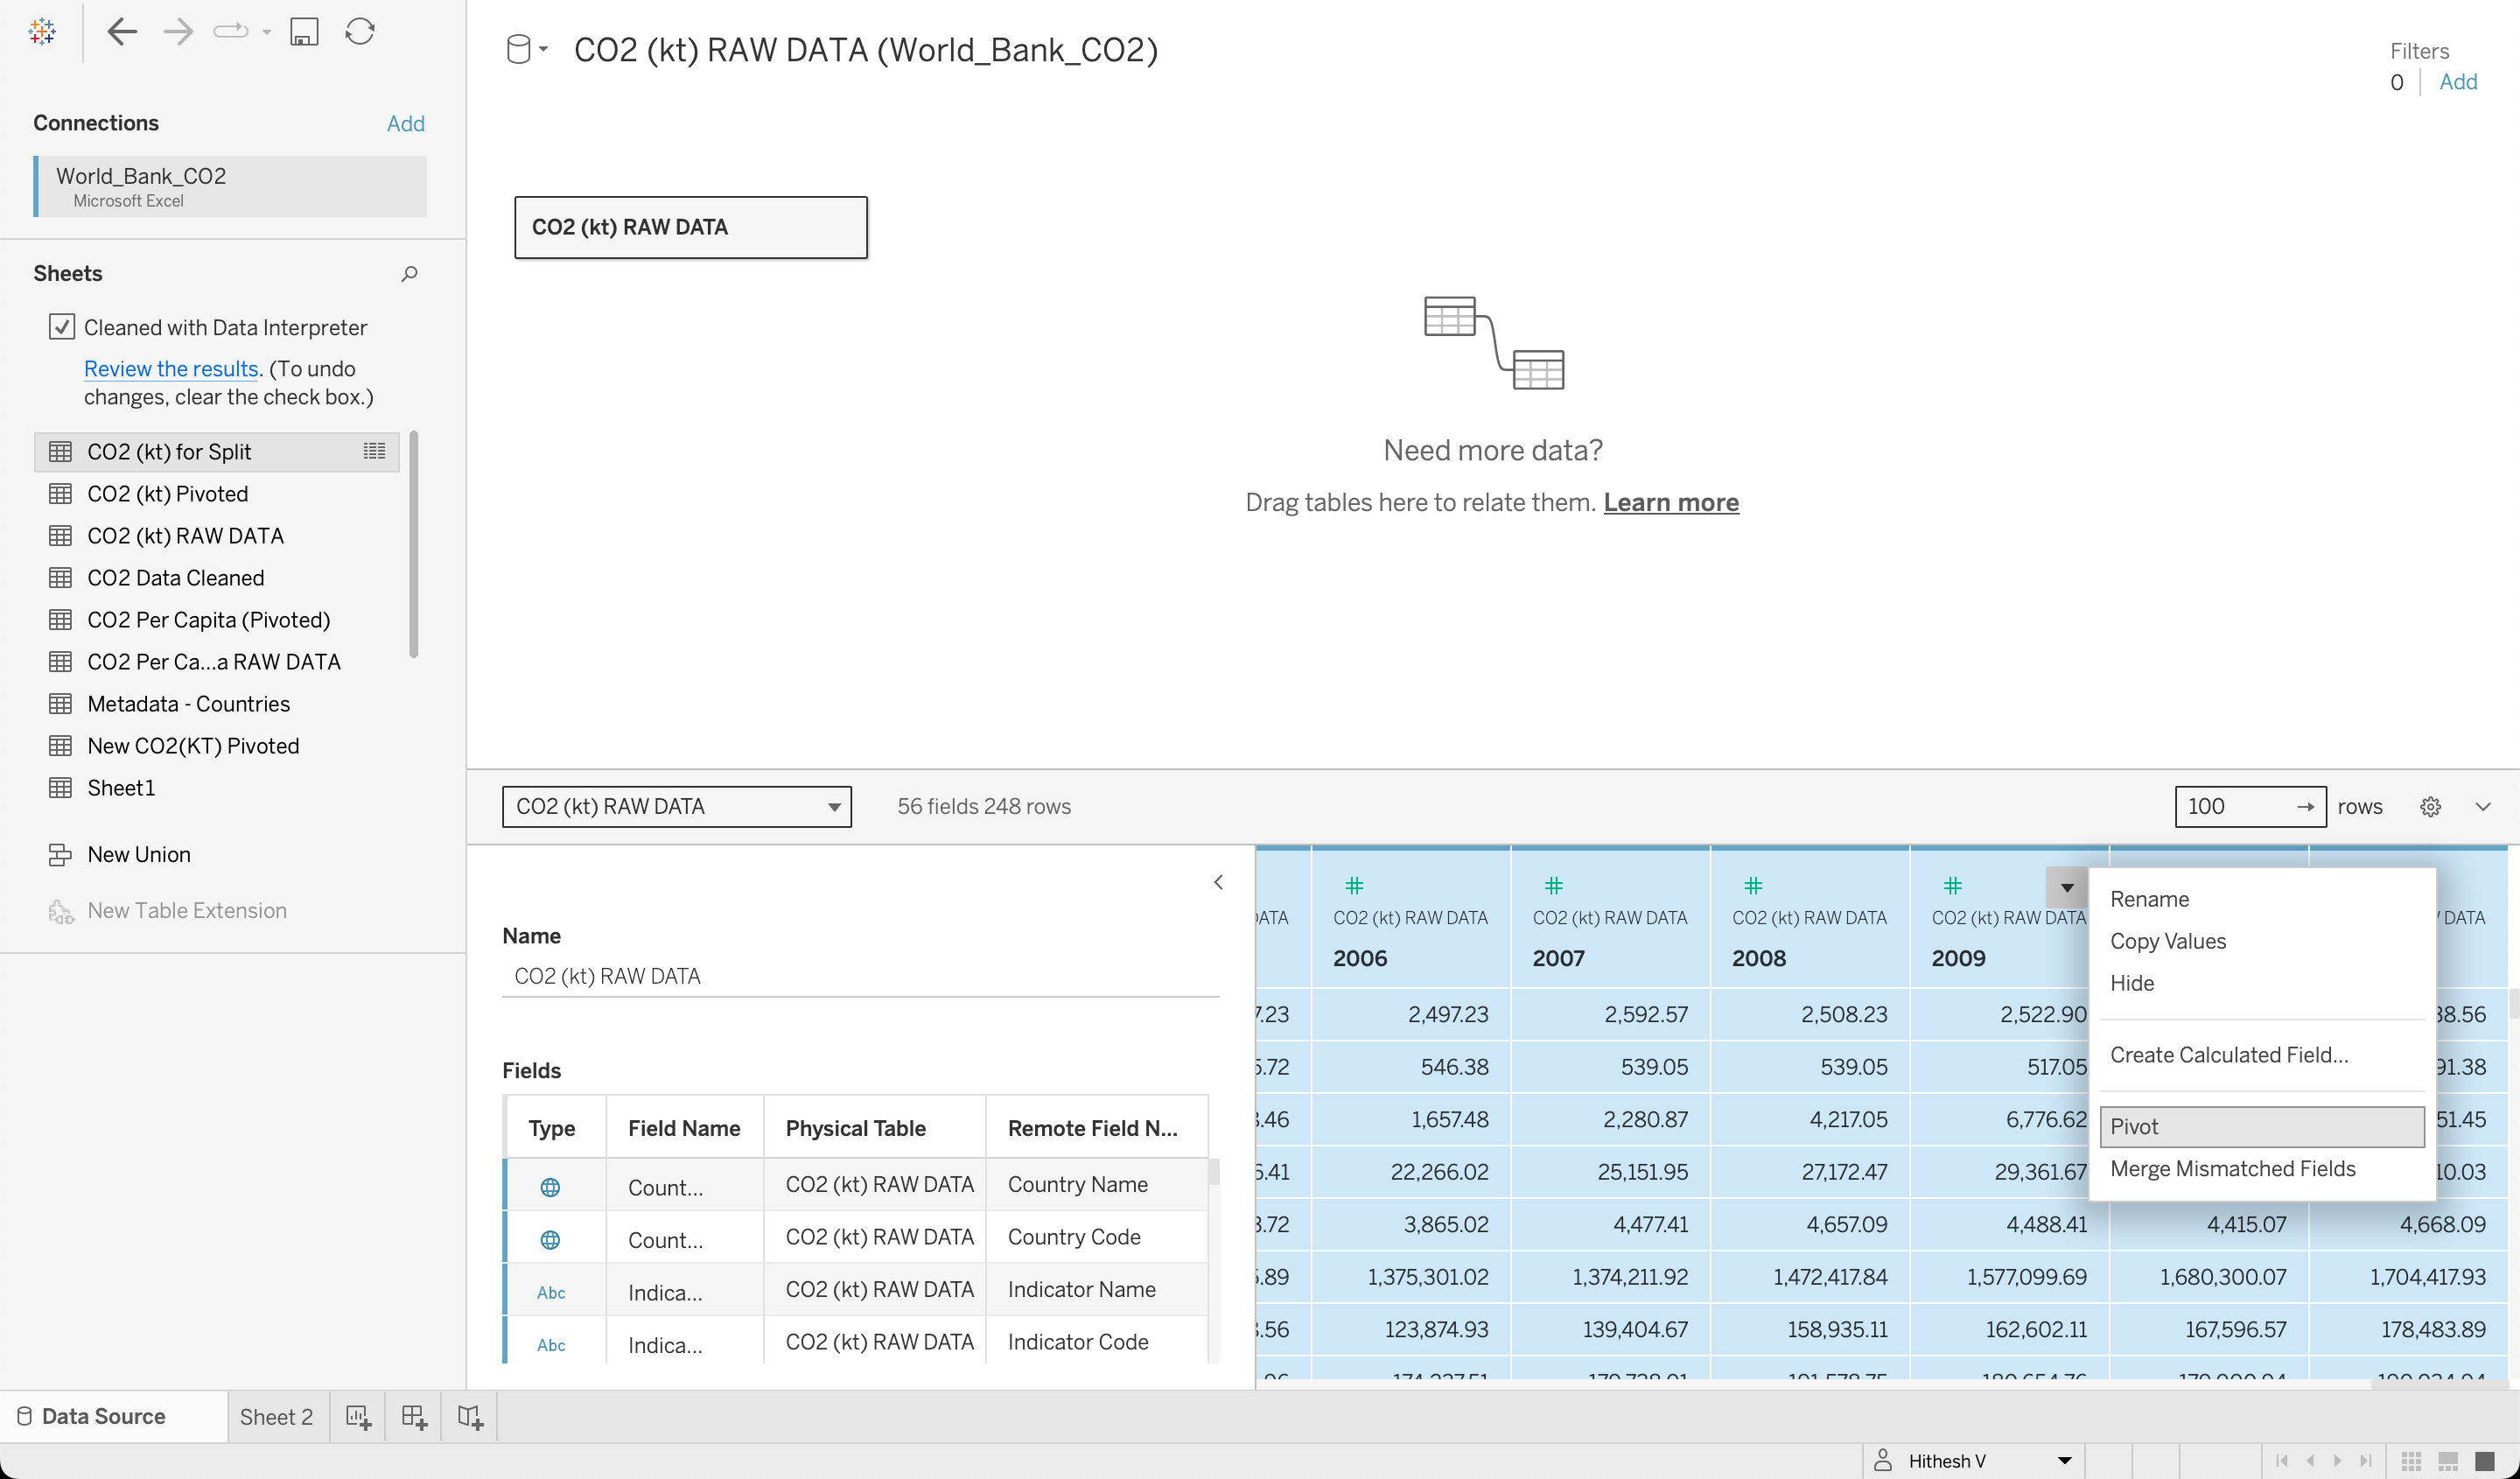 CO2 (kt) RAW DATA (World_Bank_CO2)
Filters
0 Add
Connections Add
World_Bank_CO2
Microsoft Excel
Sheets
Cleaned with Data Interpreter
Review the results. (To undo
changes, clear the check box.)
CO2 (kt) for Split
CO2 (kt) Pivoted
CO2 (kt) RAW DATA
CO2 Data Cleaned
CO2 Per Capita (Pivoted)
CO2 Per Ca...a RAW DATA
Metadata - Countries
New CO2(KT) Pivoted
Sheet1
New Union
New Table Extension
CO2 (kt) RAW DATA
Need more data?
Drag tables here to relate them. Learn more
CO2 (kt) RAW DATA 56 fields 248 rows 100 rows
Name
CO2 (kt) RAW DATA
Fields
Type Field Name Physical Table Remote Field N...
Count... CO2 (kt) RAW DATA Country Name
Count... CO2 (kt) RAW DATA Country Code
Abc Indica... CO2 (kt) RAW DATA Indicator Name
Abc Indica... CO2 (kt) RAW DATA Indicator Code
ATA CO2 (kt) RAW DATA CO2 (kt) RAW DATA CO2 (kt) RAW DATA CO2 (kt) RAW DATA DATA
2006 2007 2008 2009
7.23 2,497.23 2,592.57 2,508.23 2,522.90 38.56
5.72 546.38 539.05 539.05 517.05 91.38
3.46 1,657.48 2,280.87 4,217.05 6,776.62 51.45
5.41 22,266.02 25,151.95 27,172.47 29,361.67 10.03
3.72 3,865.02 4,477.41 4,657.09 4,488.41 4,415.07 4,668.09
5.89 1,375,301.02 1,374,211.92 1,472,417.84 1,577,099.69 1,680,300.07 1,704,417.93
3.56 123,874.93 139,404.67 158,935.11 162,602.11 167,596.57 178,483.89
Rename
Copy Values
Hide
Create Calculated Field...
Pivot
Merge Mismatched Fields
Data Source Sheet 2
Hithesh V